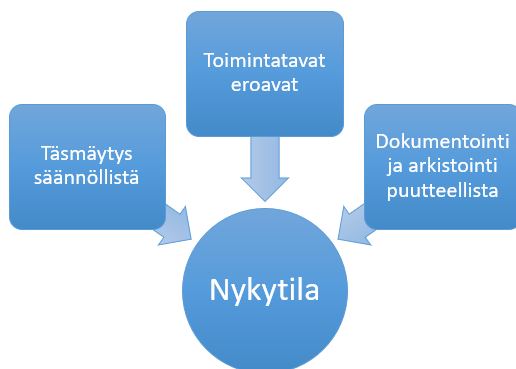 Toimintatavat
eroavat
Täsmäytys
säännöllistä
Dokumentointi
ja arkistointi
puutteellista
Nykytila